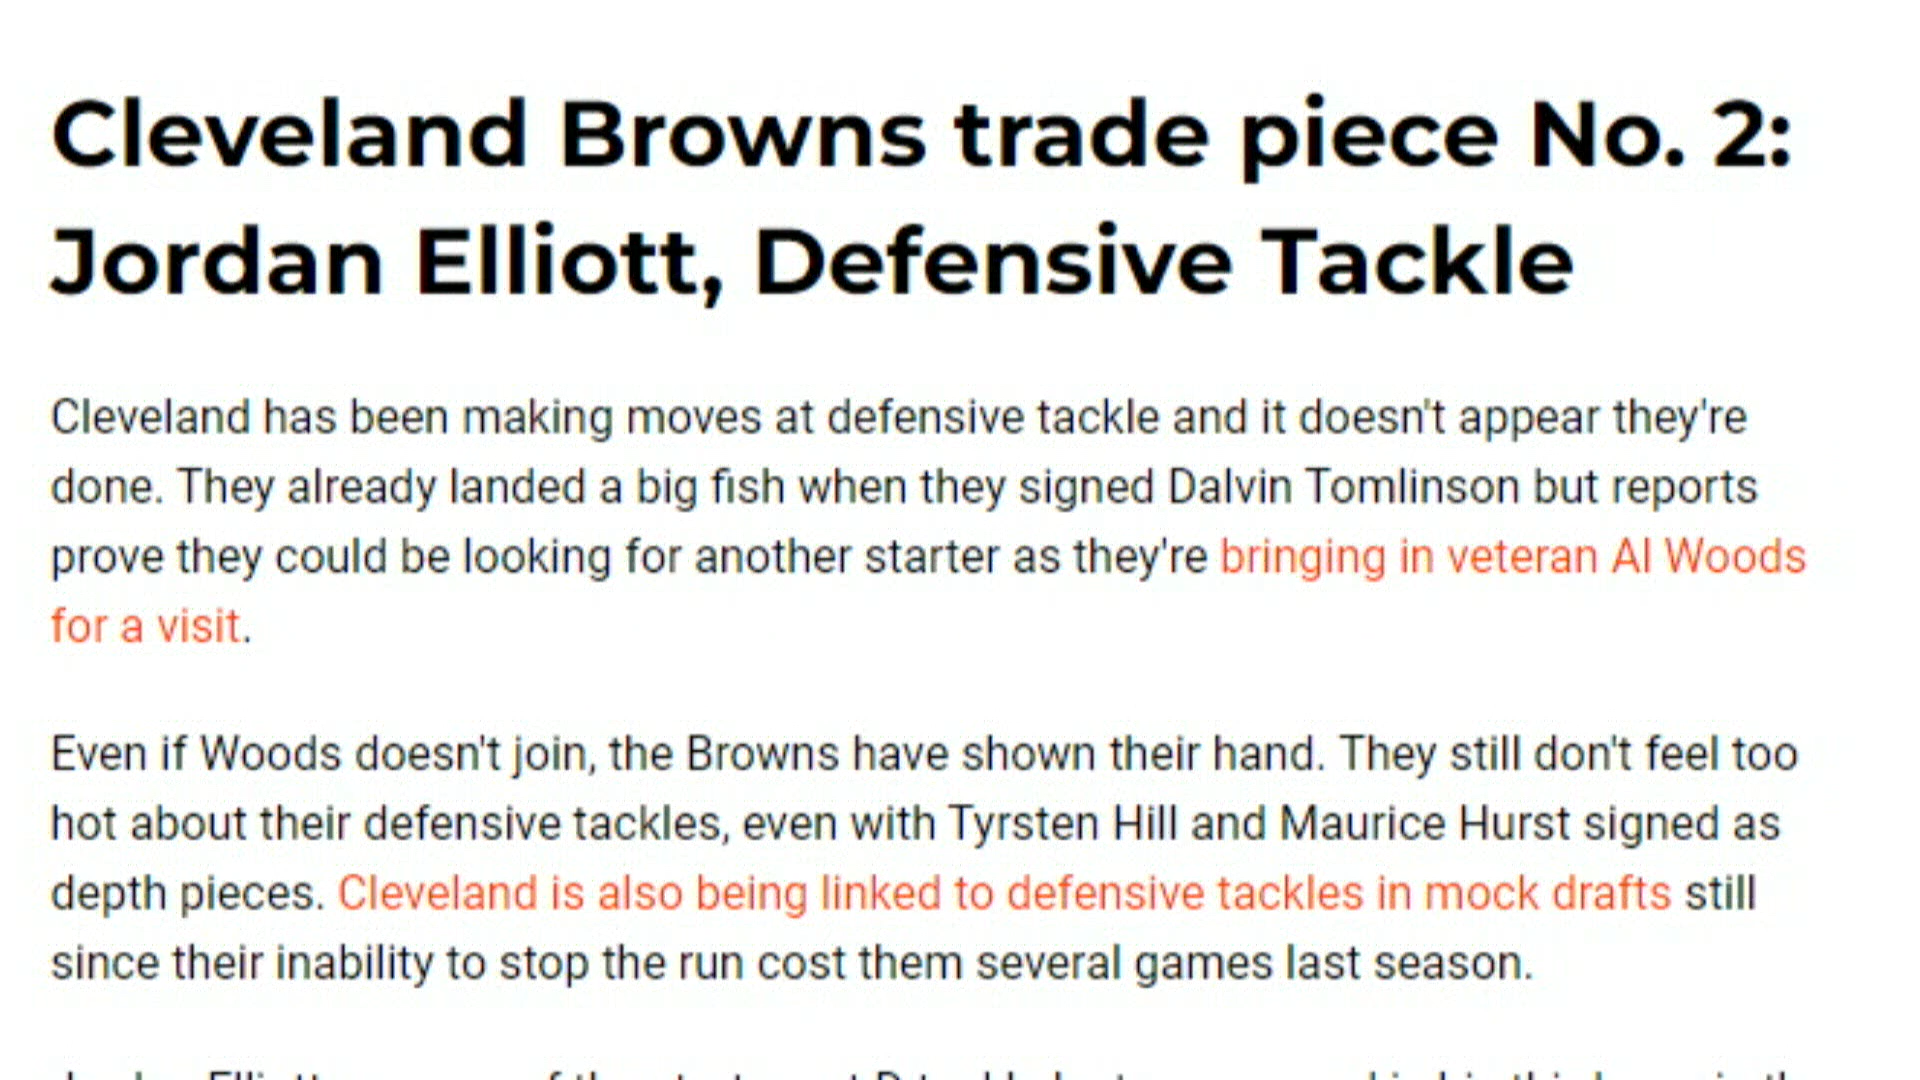 Cleveland Browns trade piece No. 2:
Jordan Elliott, Defensive Tackle
Cleveland has been making moves at defensive tackle and it doesn't appear they're
done. They already landed a big fish when they signed Dalvin Tomlinson but reports
prove they could be looking for another starter as they're bringing in veteran Al Woods
for a visit.
Even if Woods doesn't join, the Browns have shown their hand. They still don't feel too
hot about their defensive tackles, even with Tyrsten Hill and Maurice Hurst signed as
depth pieces. Cleveland is also being linked to defensive tackles in mock drafts still
since their inability to stop the run cost them several games last season.